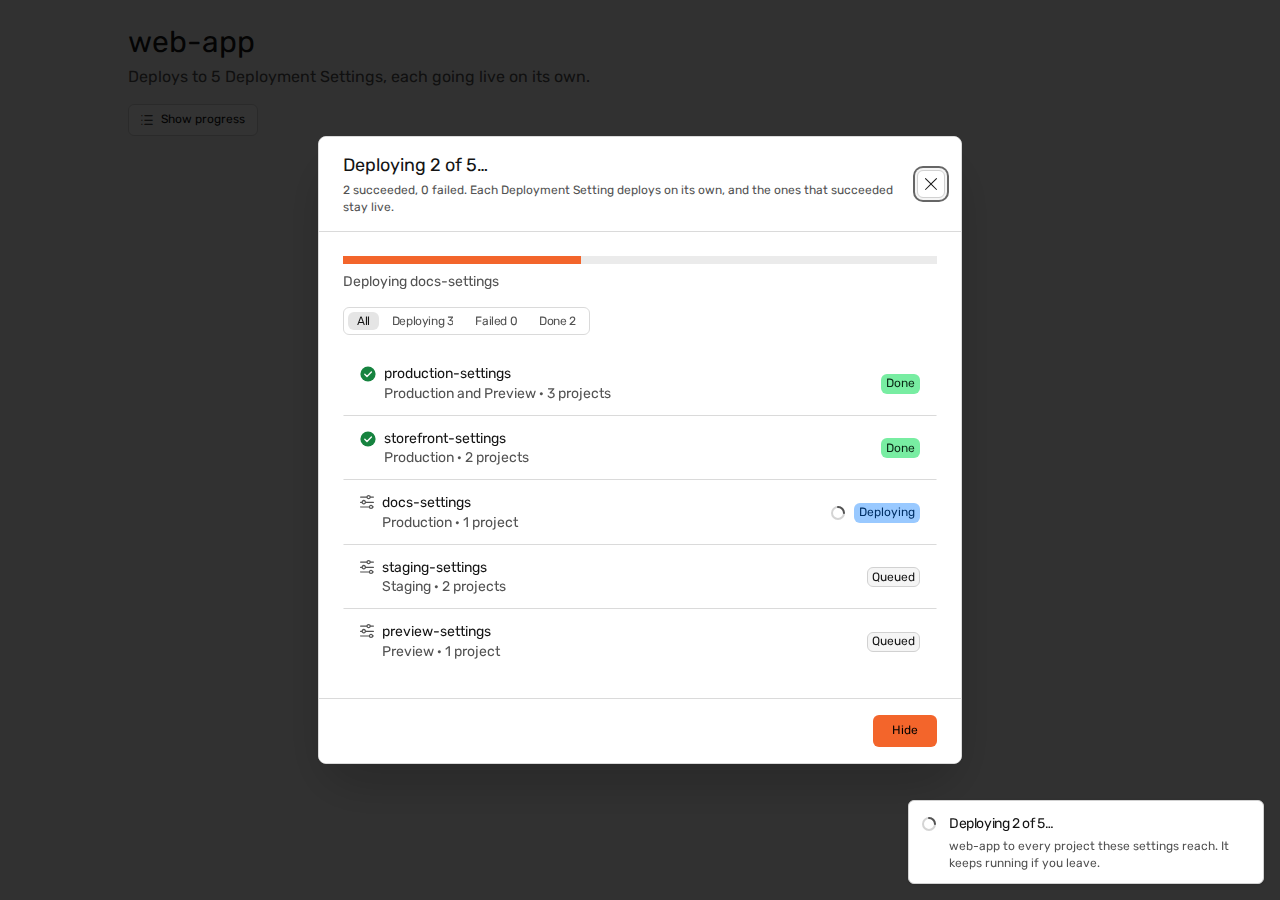 web-app
Deploys to 5 Deployment Settings, each going live on its own.
Show progress
Deploying 2 of 5…
2 succeeded, 0 failed. Each Deployment Setting deploys on its own, and the ones that succeeded
stay live.
Deploying docs-settings
All
Deploying 3
Failed 0
Done 2
production-settings
Production and Preview • 3 projects
Done
storefront-settings
Production • 2 projects
Done
docs-settings
Production • 1 project
Deploying
staging-settings
Staging • 2 projects
Queued
preview-settings
Preview • 1 project
Queued
Hide
Deploying 2 of 5…
web-app to every project these settings reach. It
keeps running if you leave.